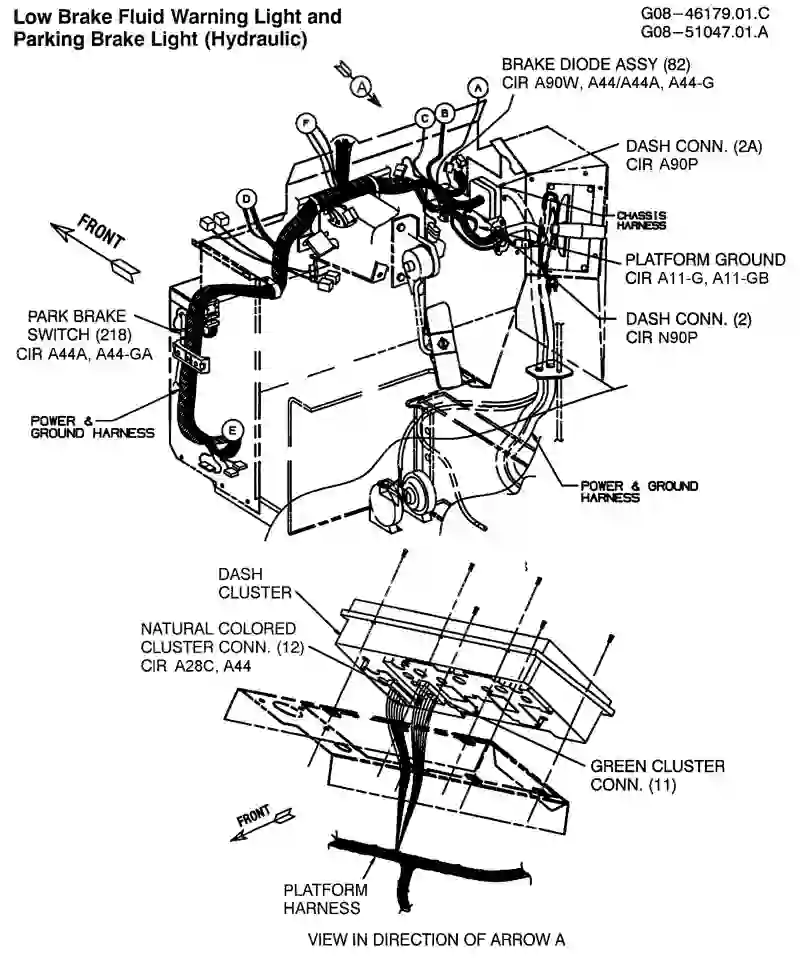 Low Brake Fluid Warning Light and
Parking Brake Light (Hydraulic)
G08-46179.01.C
G08-51047.01.A
BRAKE DIODE ASSY (82)
CIR A90W, A44/A44A, A44-G
A
A
C
B
F
DASH CONN. (2A)
CIR A90P
D
CHASSIS
HARNESS
FRONT
PLATFORM GROUND
CIR A11-G, A11-GB
PARK BRAKE
SWITCH (218)
CIR A44A, A44-GA
DASH CONN. (2)
CIR N90P
POWER &
GROUND HARNESS
E
POWER & GROUND
HARNESS
DASH
CLUSTER
NATURAL COLORED
CLUSTER CONN. (12)
CIR A28C, A44
GREEN CLUSTER
CONN. (11)
FRONT
PLATFORM
HARNESS
VIEW IN DIRECTION OF ARROW A